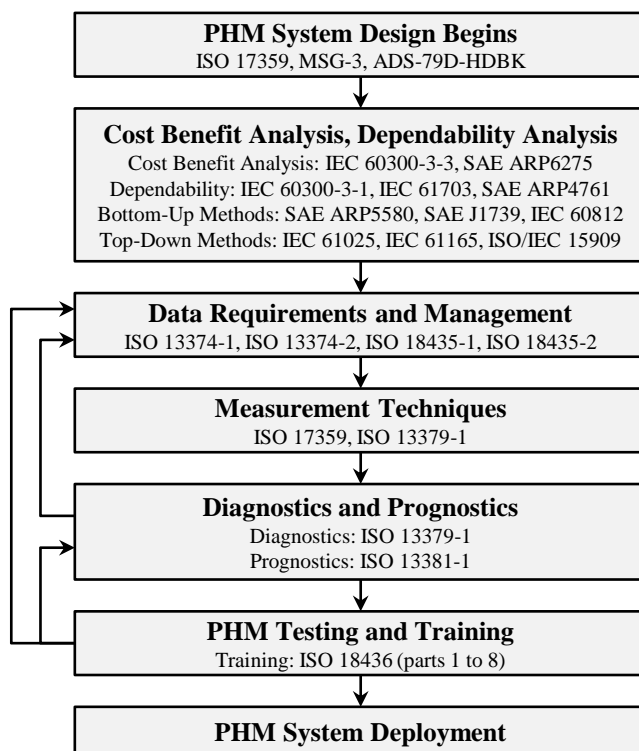 PHM System Design Begins
ISO 17359, MSG-3, ADS-79D-HDBK
Cost Benefit Analysis, Dependability Analysis
Cost Benefit Analysis: IEC 60300-3-3, SAE ARP6275
Dependability: IEC 60300-3-1, IEC 61703, SAE ARP4761
Bottom-Up Methods: SAE ARP5580, SAE J1739, IEC 60812
Top-Down Methods: IEC 61025, IEC 61165, ISO/IEC 15909
Data Requirements and Management
ISO 13374-1, ISO 13374-2, ISO 18435-1, ISO 18435-2
Measurement Techniques
ISO 17359, ISO 13379-1
Diagnostics and Prognostics
Diagnostics: ISO 13379-1
Prognostics: ISO 13381-1
PHM Testing and Training
Training: ISO 18436 (parts 1 to 8)
PHM System Deployment